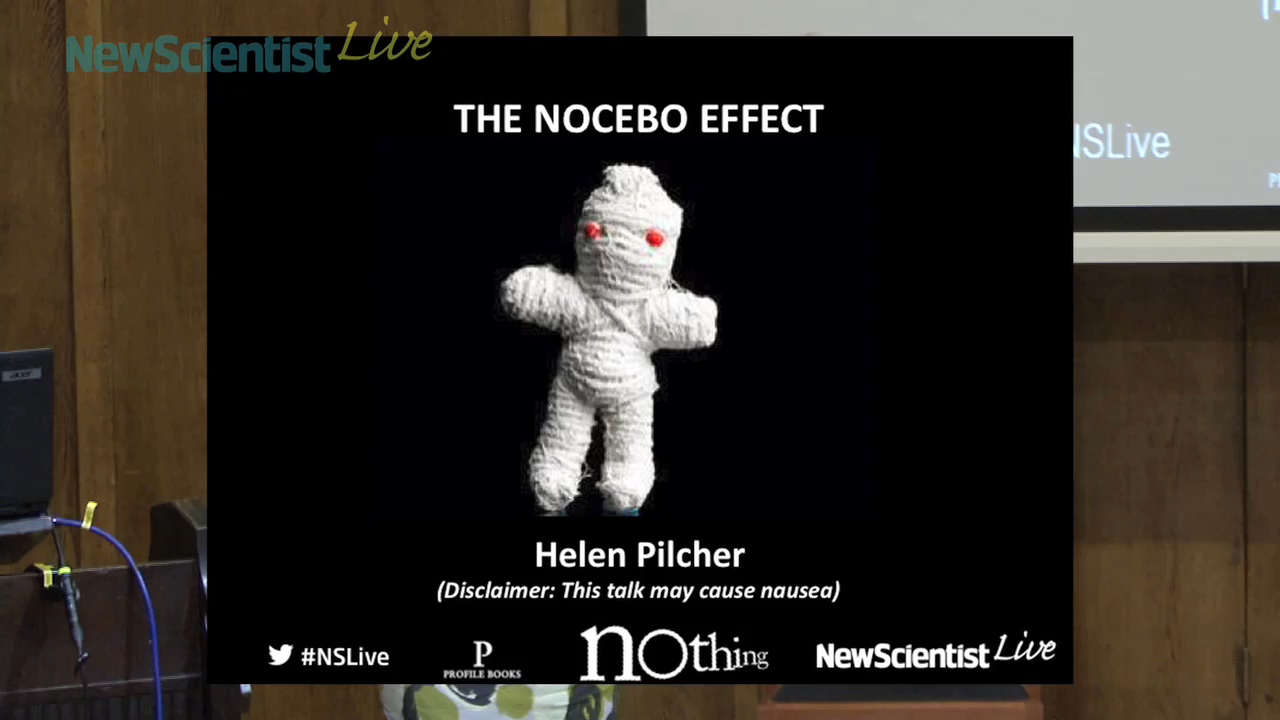 NewScientist Live
THE NOCEBO EFFECT
NSLive
acer
Helen Pilcher
(Disclaimer: This talk may cause nausea)
#NSLive
P
PROFILE BOOKS
nothing
NewScientist Live